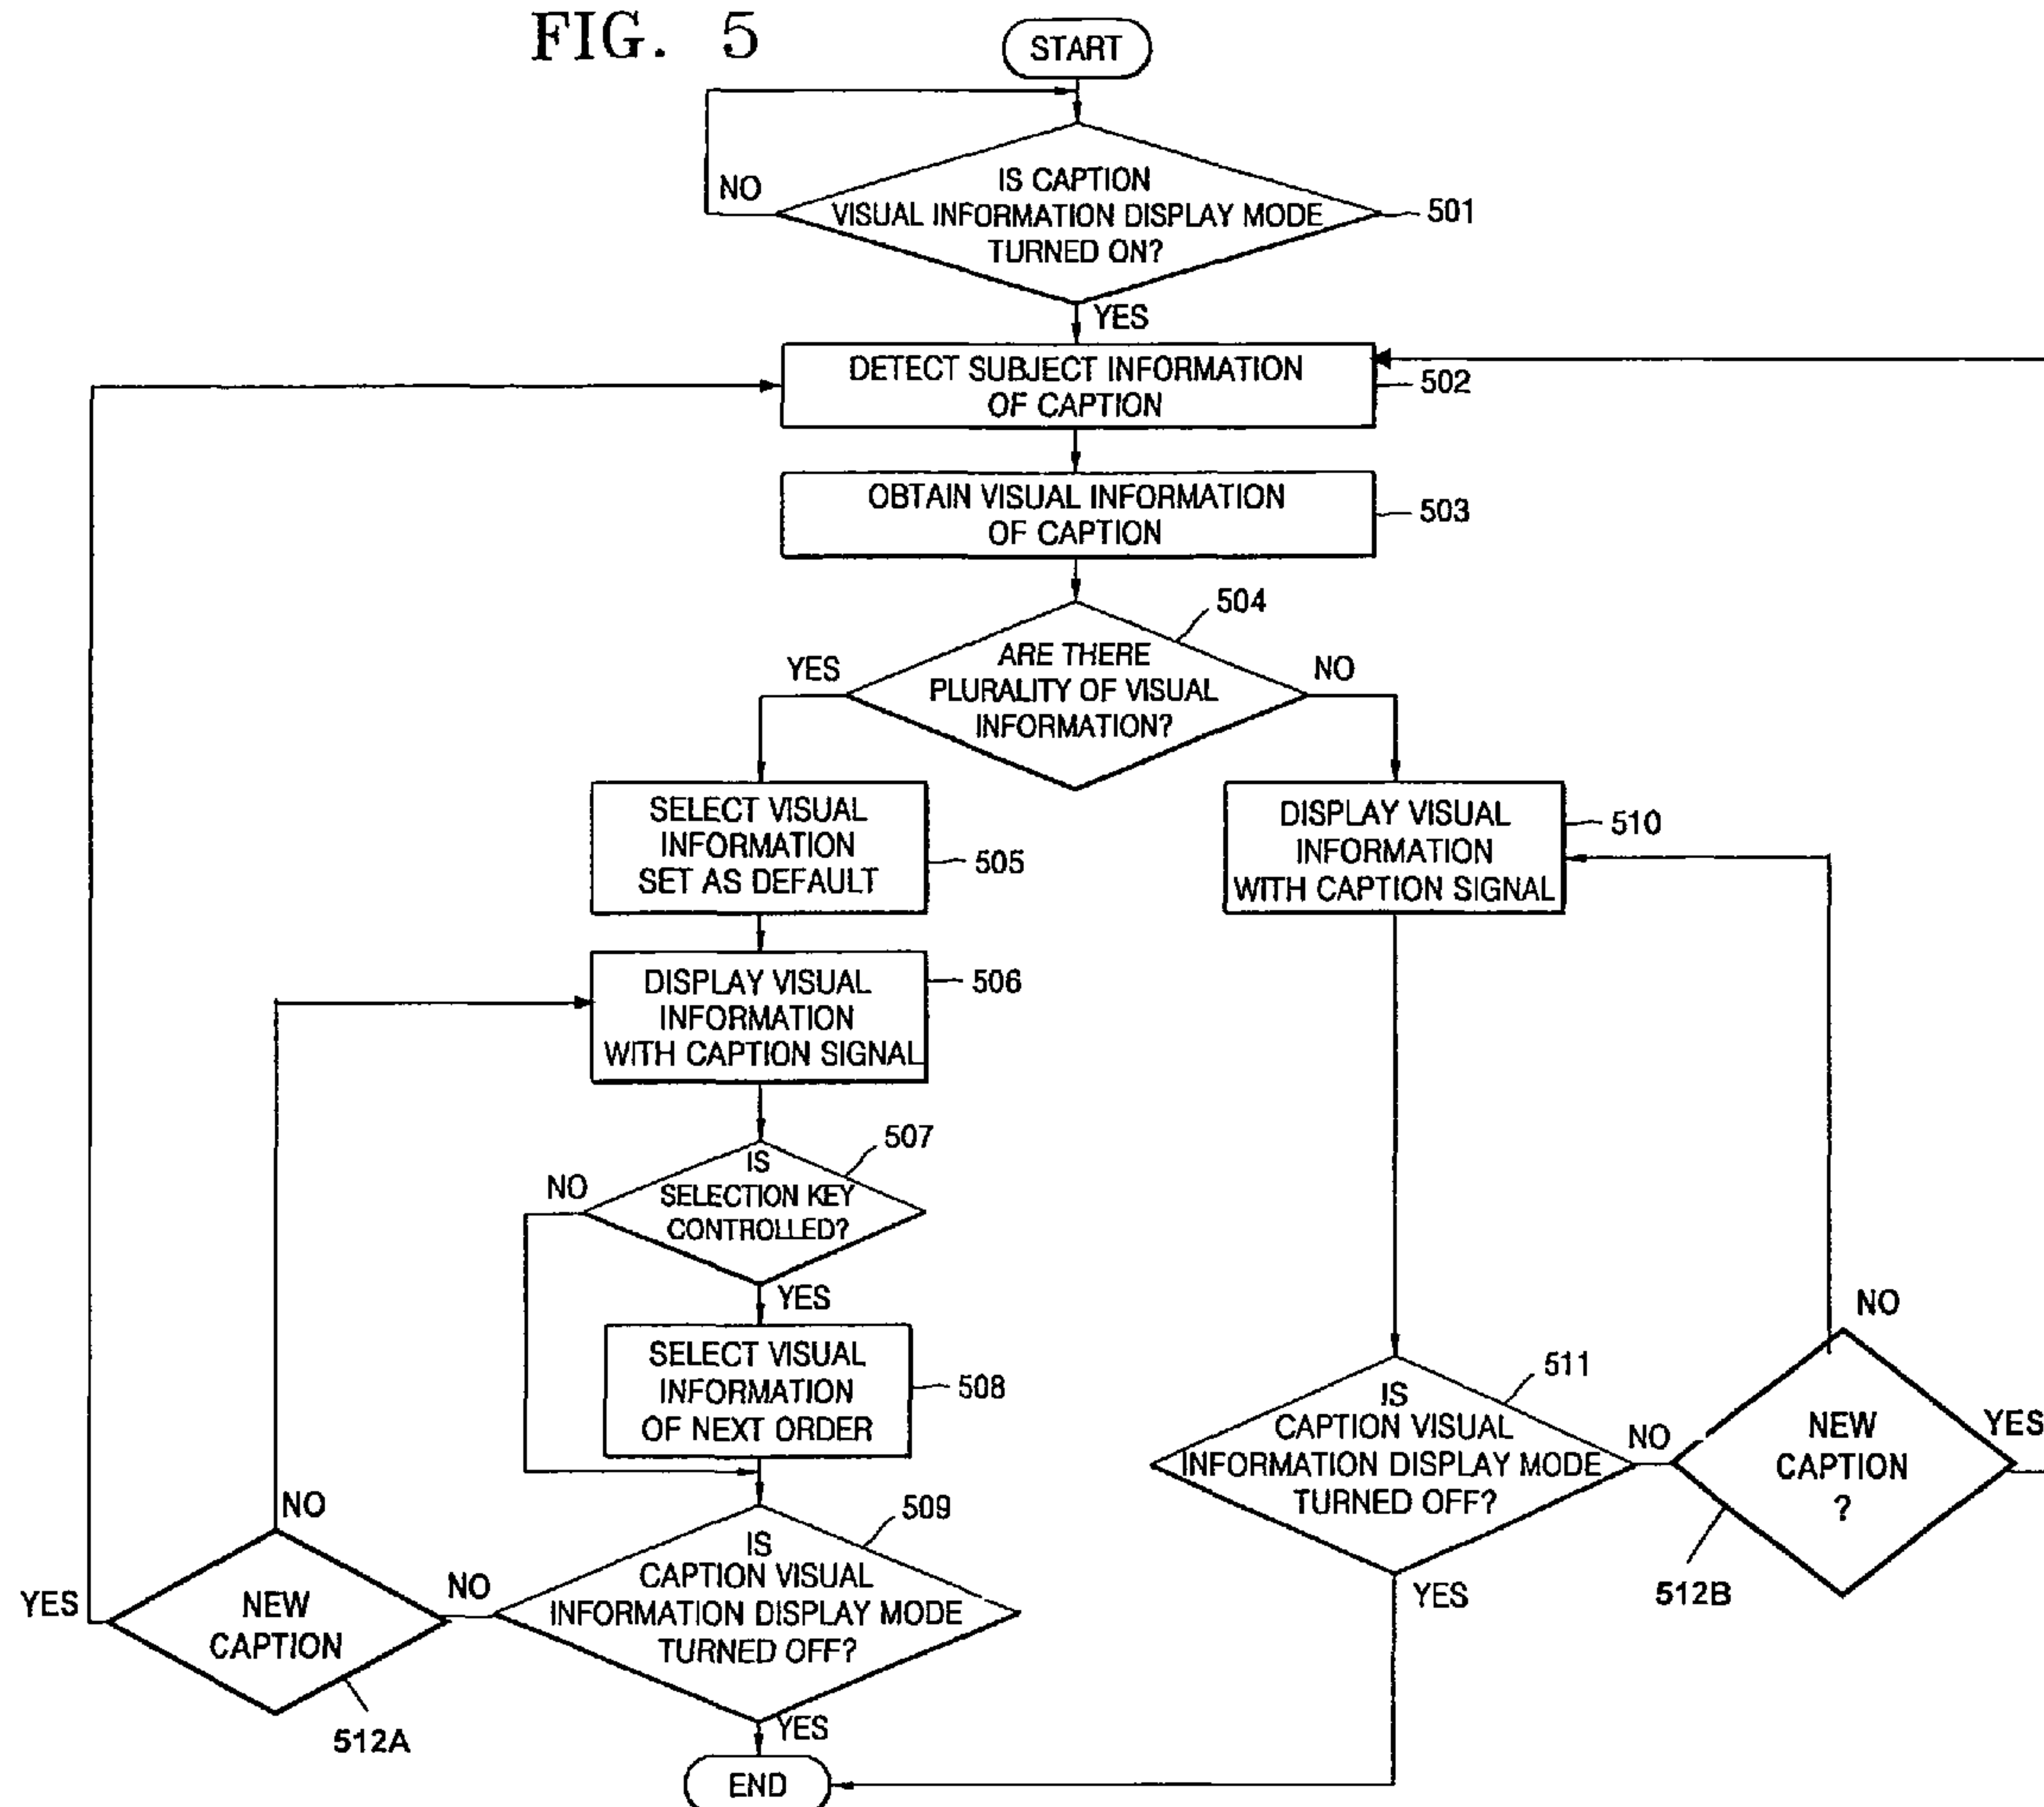 FIG. 5
START
NO
IS CAPTION
VISUAL INFORMATION DISPLAY MODE
TURNED ON?
501
YES
DETECT SUBJECT INFORMATION
OF CAPTION
502
OBTAIN VISUAL INFORMATION
OF CAPTION
503
504
YES
ARE THERE
PLURALITY OF VISUAL
INFORMATION?
NO
SELECT VISUAL
INFORMATION
SET AS DEFAULT
505
DISPLAY VISUAL
INFORMATION
WITH CAPTION SIGNAL
510
DISPLAY VISUAL
INFORMATION
WITH CAPTION SIGNAL
506
507
NO
IS
SELECTION KEY
CONTROLLED?
YES
SELECT VISUAL
INFORMATION
OF NEXT ORDER
508
511
IS
CAPTION VISUAL
INFORMATION DISPLAY MODE
TURNED OFF?
NO
YES
NO
NEW
CAPTION
?
YES
512B
509
IS
CAPTION VISUAL
INFORMATION DISPLAY MODE
TURNED OFF?
NO
YES
NO
NEW
CAPTION
YES
512A
END